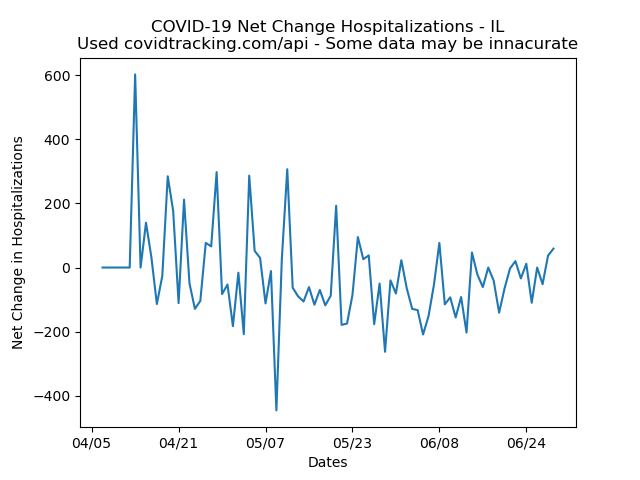 COVID-19 Net Change Hospitalizations - IL
Used covidtracking.com/api - Some data may be innacurate
Net Change in Hospitalizations
600
400
200
0
−200
−400
04/05 04/21 05/07 05/23 06/08 06/24
Dates